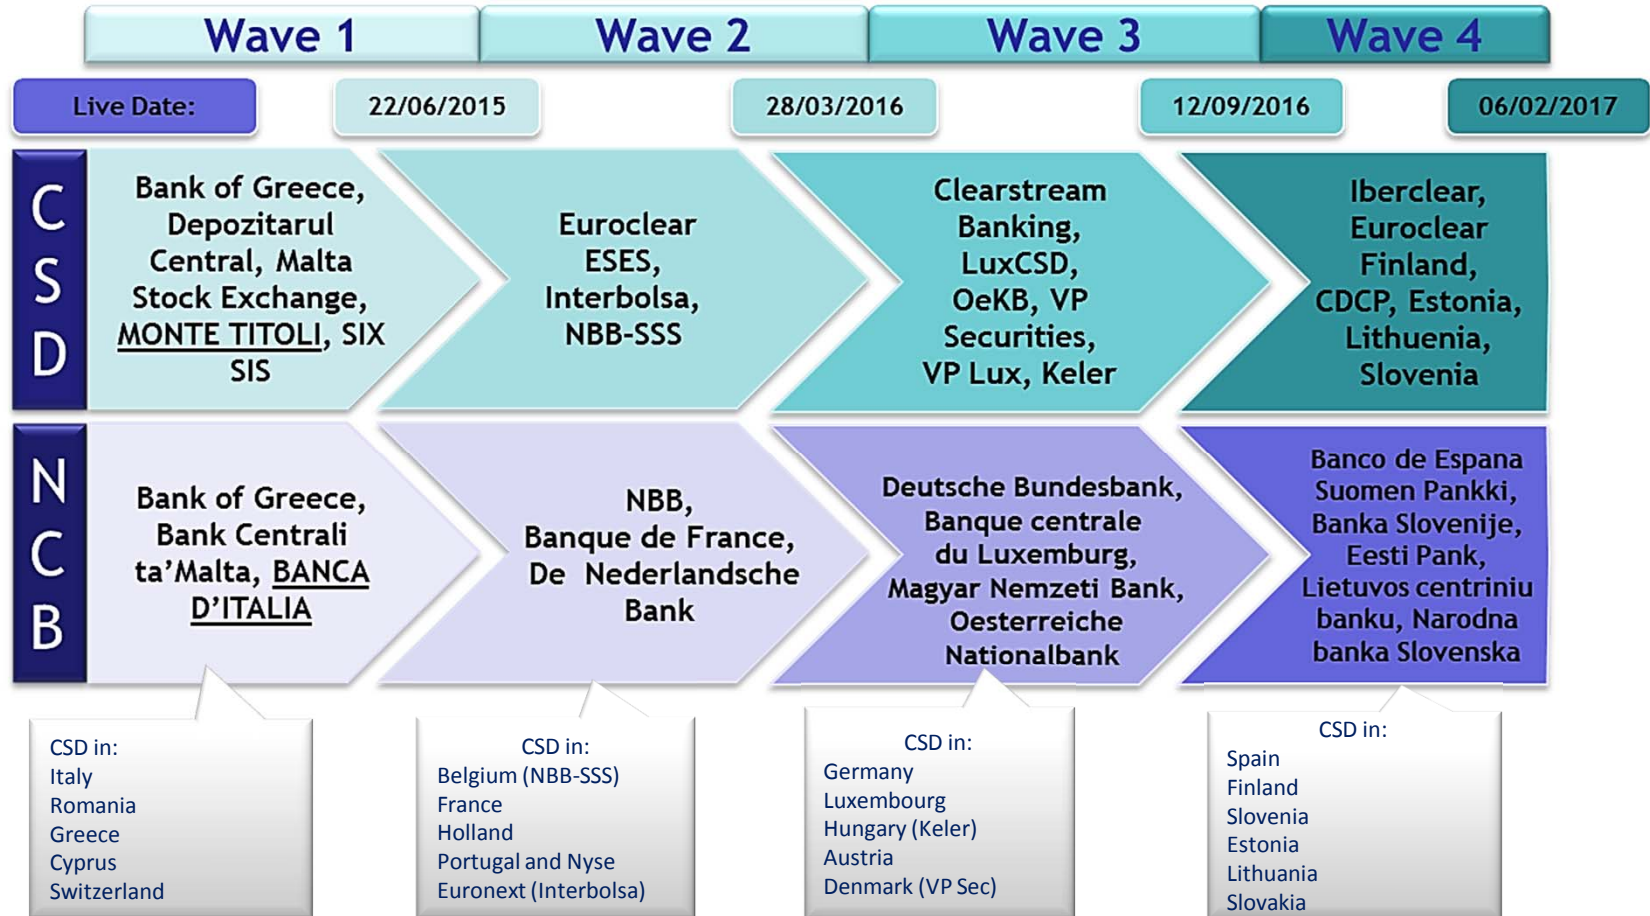 Wave 1
Wave 2
Wave 3
Wave 4
Live Date:
22/06/2015
28/03/2016
12/09/2016
06/02/2017
C
S
D
Bank of Greece,
Depozitarul
Central, Malta
Stock Exchange,
MONTE TITOLI, SIX
SIS
Euroclear
ESES,
Interbolsa,
NBB-SSS
Clearstream
Banking,
LuxCSD,
OeKB, VP
Securities,
VP Lux, Keler
Iberclear,
Euroclear
Finland,
CDCP, Estonia,
Lithuenia,
Slovenia
N
C
B
Bank of Greece,
Bank Centrali
ta'Malta, BANCA
D'ITALIA
NBB,
Banque de France,
De Nederlandsche
Bank
Deutsche Bundesbank,
Banque centrale
du Luxemburg,
Magyar Nemzeti Bank,
Oesterreiche
Nationalbank
Banco de Espana
Suomen Pankki,
Banka Slovenije,
Eesti Pank,
Lietuvos centriniu
banku, Narodna
banka Slovenska
CSD in:
Italy
Romania
Greece
Cyprus
Switzerland
CSD in:
Belgium (NBB-SSS)
France
Holland
Portugal and Nyse
Euronext (Interbolsa)
CSD in:
Germany
Luxembourg
Hungary (Keler)
Austria
Denmark (VP Sec)
CSD in:
Spain
Finland
Slovenia
Estonia
Lithuania
Slovakia